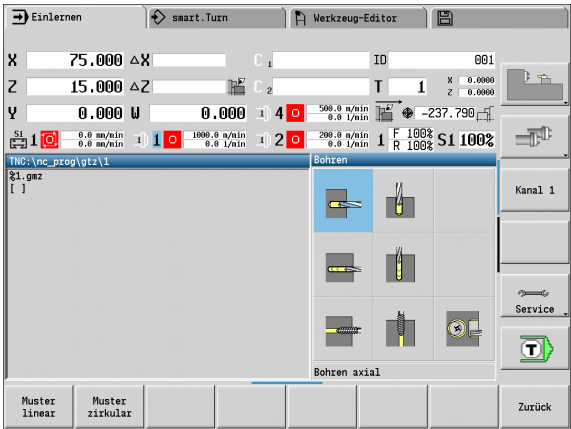 Einlernen smart.Turn Werkzeug-Editor
X 75.000 ΔX C 1 ID 001
Z 15.000 ΔZ C 2 T 1 X 0.0000 Z 0.0000
Y 0.000 W 0.000 4 0 500.0 m/min 0.0 1/min -237.790
S1 1 0 0.0 mm/min 0.0 mm/min 1 0 1000.0 m/min 0.0 1/min 2 0 200.0 m/min 0.0 1/min 1 F 100% R 100% S1 100%
TNC:\nc_prog\gtz\1 Bohren
%1.gmz
[ ]
Kanal 1
Service
T
Bohren axial
Muster linear Muster zirkular Zurück